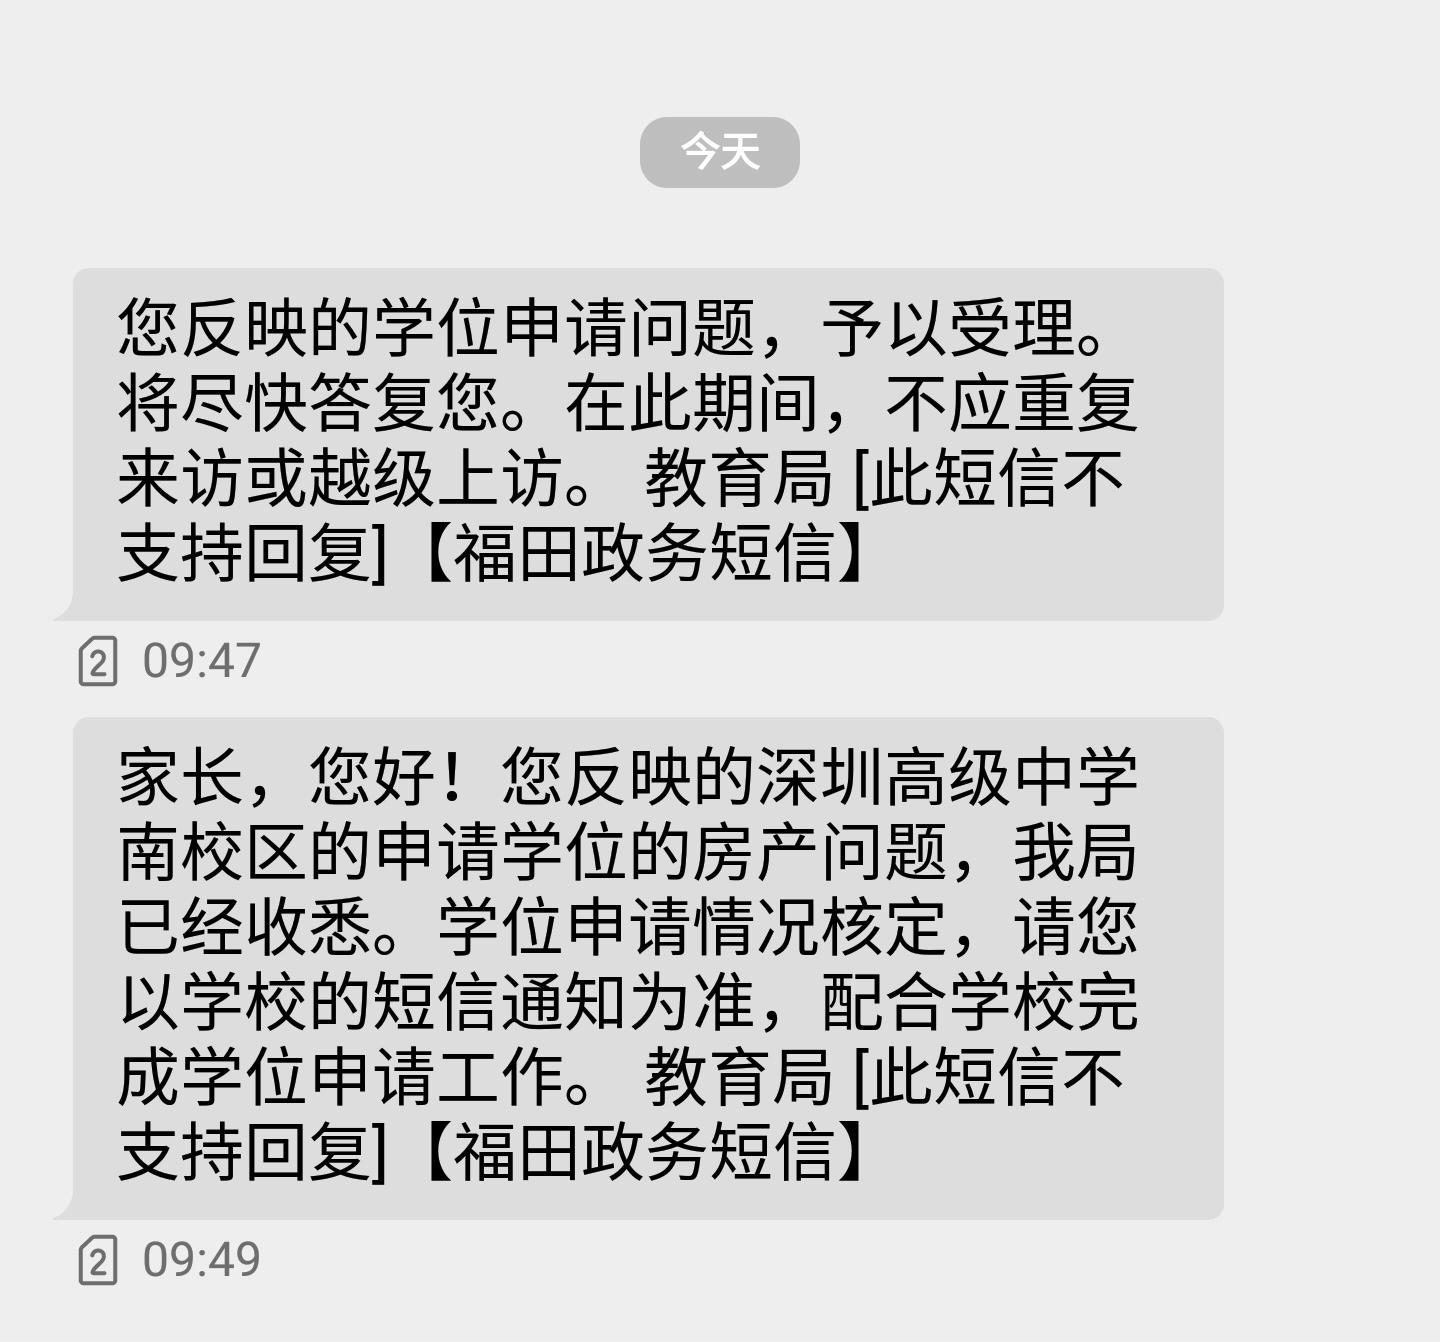 今天
您反映的学位申请问题，予以受理。
将尽快答复您。在此期间，不应重复
来访或越级上访。 教育局 [此短信不
支持回复]【福田政务短信】
2 09:47
家长，您好！您反映的深圳高级中学
南校区的申请学位的房产问题，我局
已经收悉。学位申请情况核定，请您
以学校的短信通知为准，配合学校完
成学位申请工作。 教育局 [此短信不
支持回复]【福田政务短信】
2 09:49